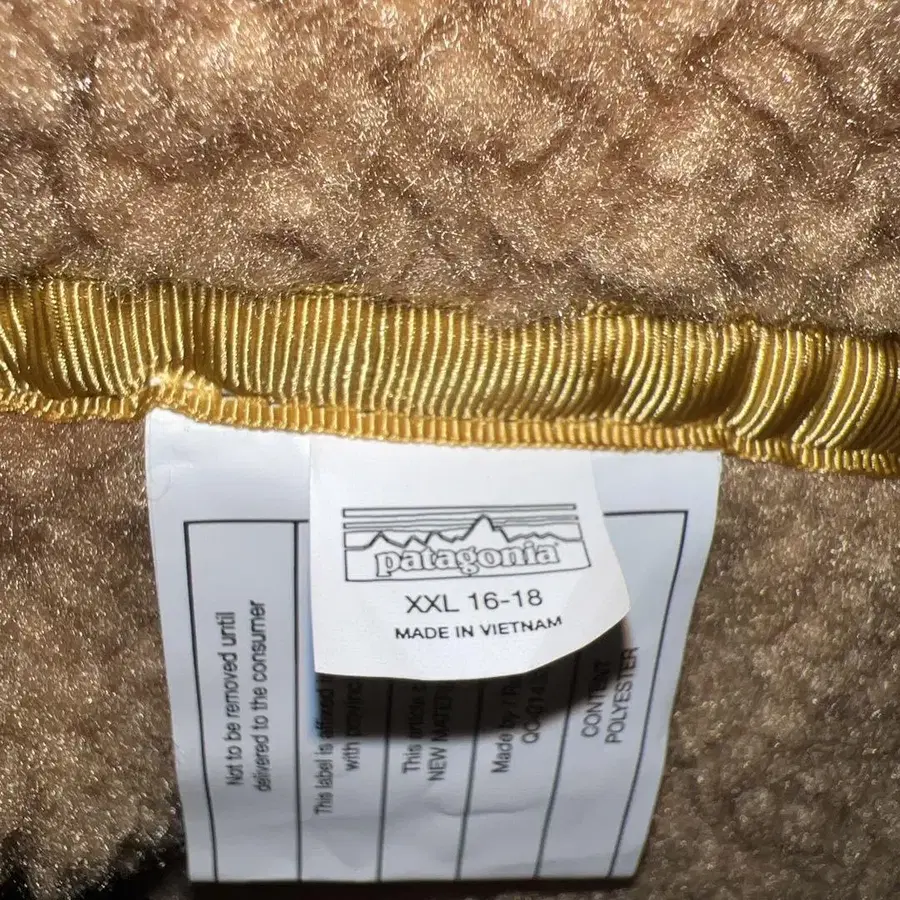 patagonia
XXL 16-18
MADE IN VIETNAM
Not to be removed until
delivered to the consumer
This label is affixed
with
This article
NEW
Made by
CONTENT
POLYESTER